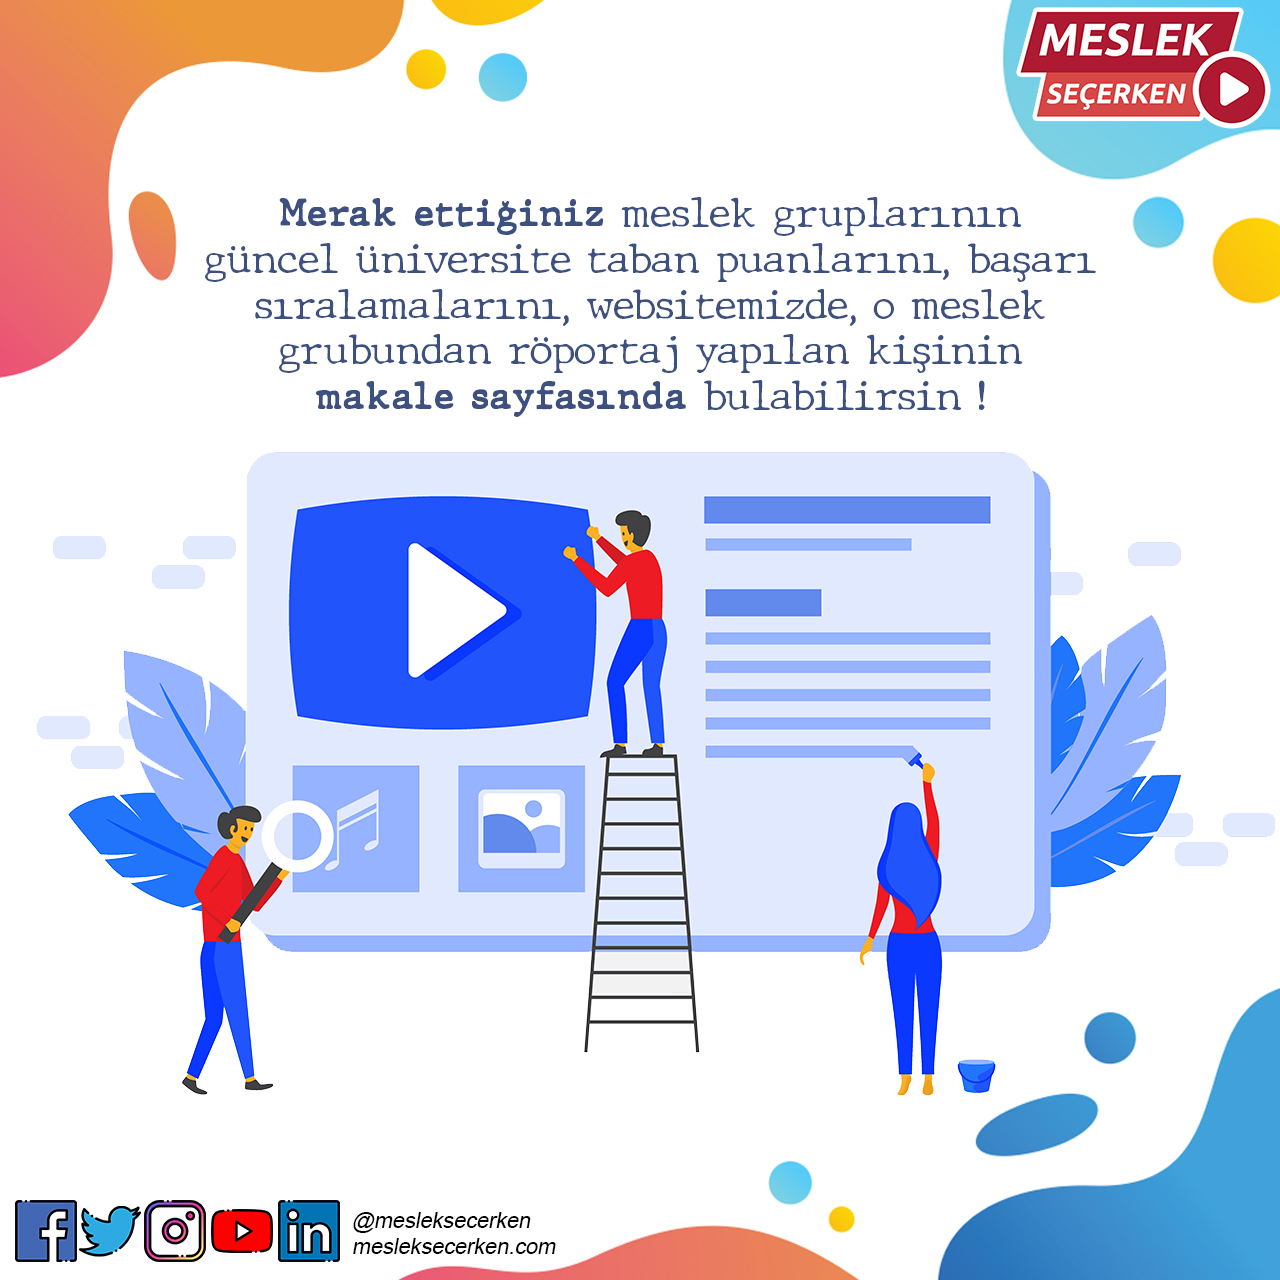 MESLEK
SEÇERKEN
Merak ettiğiniz meslek gruplarının
güncel üniversite taban puanlarını, başarı
sıralamalarını, websitemizde, o meslek
grubundan röportaj yapılan kişinin
makale sayfasında bulabilirsin !
@mesleksecerken
mesleksecerken.com